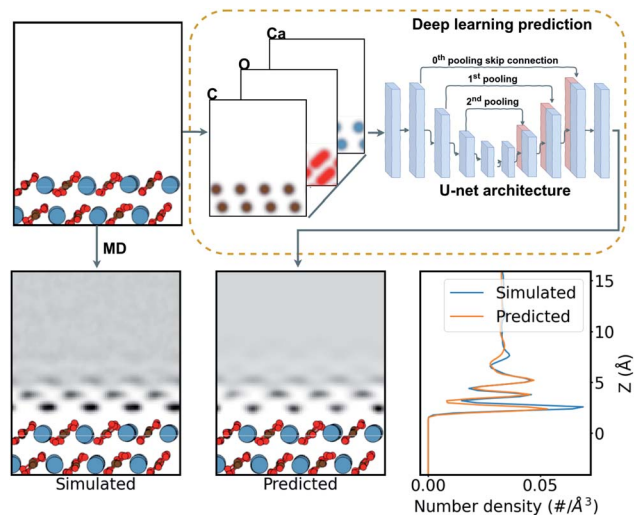 Deep learning prediction
Ca
O
C
0th pooling skip connection
1st pooling
2nd pooling
U-net architecture
MD
Simulated
Predicted
Simulated
Predicted
15
10
5
0
Z (Å)
0.00
0.05
Number density (#/Å³)